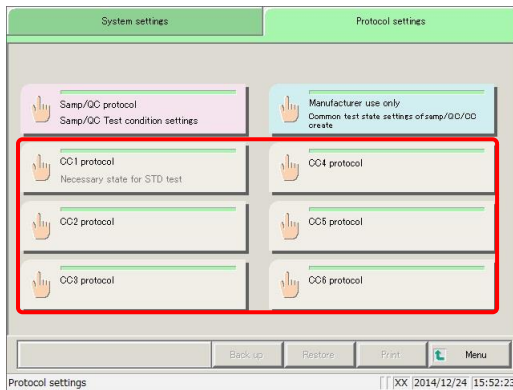 System settings
Protocol settings
Samp/QC protocol
Samp/QC Test condition settings
Manufacturer use only
Common test state settings of samp/QC/CC
create
CC1 protocol
Necessary state for STD test
CC4 protocol
CC2 protocol
CC5 protocol
CC3 protocol
CC6 protocol
Back up
Restore
Print
Menu
Protocol settings
XX 2014/12/24 15:52:23